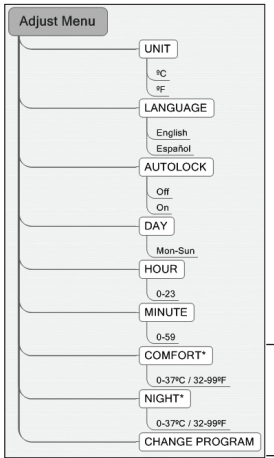 Adjust Menu
UNIT
ºC
ºF
LANGUAGE
English
Español
AUTOLOCK
Off
On
DAY
Mon-Sun
HOUR
0-23
MINUTE
0-59
COMFORT*
0-37ºC / 32-99ºF
NIGHT*
0-37ºC / 32-99ºF
CHANGE PROGRAM